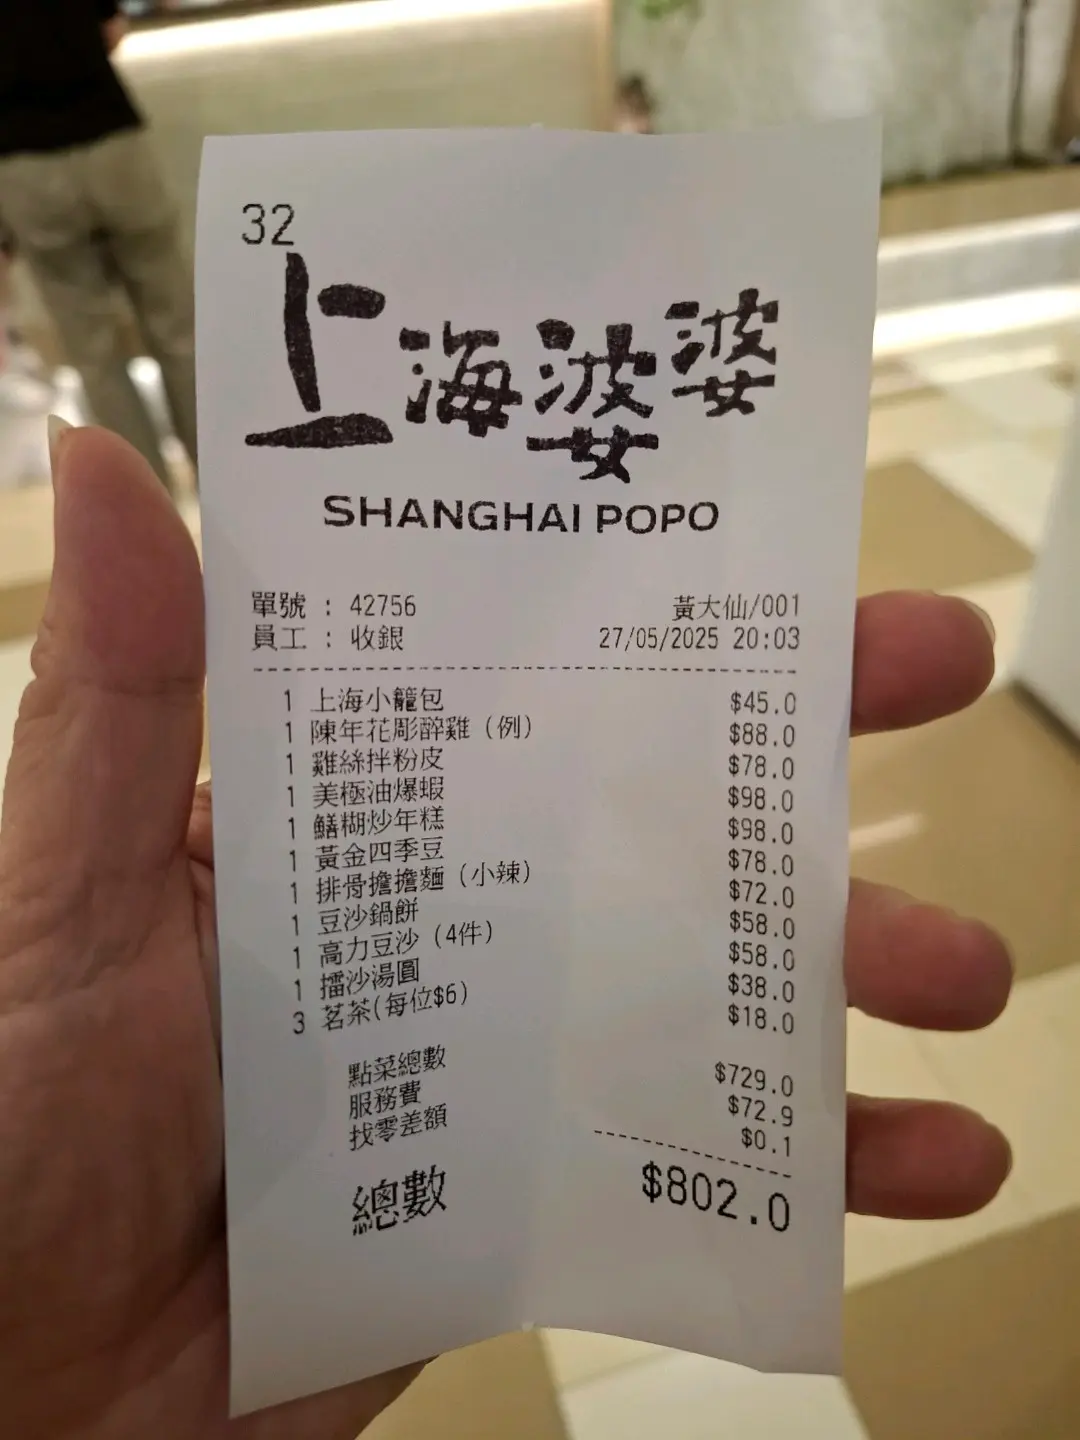 32
上海婆婆
SHANGHAI POPO
單號 : 42756 黃大仙/001
員工 : 收銀 27/05/2025 20:03
1 上海小籠包 $45.0
1 陳年花彫醉雞 (例) $88.0
1 雞絲拌粉皮 $78.0
1 美極油爆蝦 $98.0
1 鱔糊炒年糕 $98.0
1 黃金四季豆 $78.0
1 排骨擔擔麵 (小辣) $72.0
1 豆沙鍋餅 $58.0
1 高力豆沙 (4件) $58.0
1 擂沙湯圓 $38.0
3 茗茶(每位$6) $18.0
點菜總數 $729.0
服務費 $72.9
找零差額 $0.1
總數 $802.0